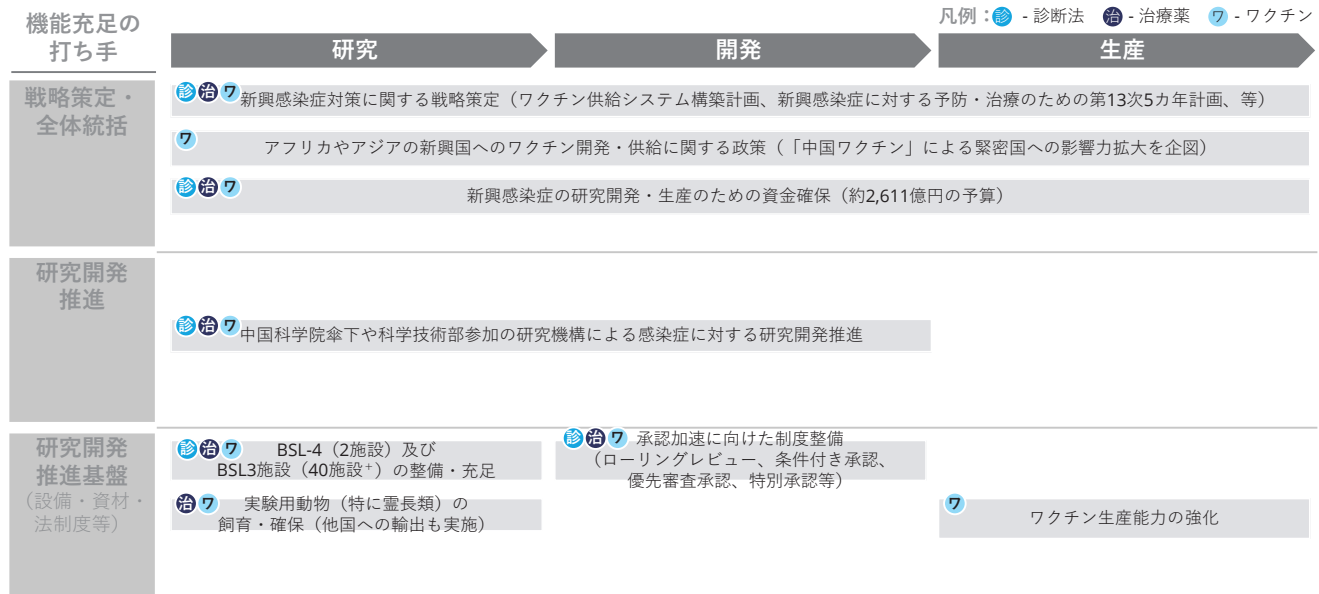 機能充足の
打ち手
凡例：診 - 診断法 治 - 治療薬 ワ - ワクチン
研究
開発
生産
戦略策定・
全体統括
診 治 ワ
新興感染症対策に関する戦略策定（ワクチン供給システム構築計画、新興感染症に対する予防・治療のための第13次5カ年計画、等）
ワ
アフリカやアジアの新興国へのワクチン開発・供給に関する政策（「中国ワクチン」による緊密国への影響力拡大を企図）
診 治 ワ
新興感染症の研究開発・生産のための資金確保（約2,611億円の予算）
研究開発
推進
診 治 ワ
中国科学院傘下や科学技術部参加の研究機構による感染症に対する研究開発推進
研究開発
推進基盤
（設備・資材・
法制度等）
診 治 ワ BSL-4（2施設）及び
BSL3施設（40施設⁺）の整備・充足
治 ワ 実験用動物（特に霊長類）の
飼育・確保（他国への輸出も実施）
診 治 ワ 承認加速に向けた制度整備
（ローリングレビュー、条件付き承認、
優先審査承認、特別承認等）
ワ
ワクチン生産能力の強化